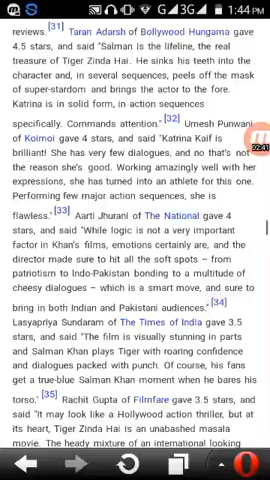 1:44 PM
reviews.[31] Taran Adarsh of Bollywood Hungama gave
4.5 stars, and said "Salman is the lifeline, the real
treasure of Tiger Zinda Hai. He sinks his teeth into the
character and, in several sequences, peels off the mask
of super-stardom and brings the actor to the fore.
Katrina is in solid form, in action sequences
specifically. Commands attention."[32] Umesh Punwani
of Koimoi gave 4 stars, and said "Katrina Kaif is
brilliant! She has very few dialogues, and no that's not
the reason she's good. Working amazingly well with her
expressions, she has turned into an athlete for this one.
Performing few major action sequences, she is
flawless."[33] Aarti Jhurani of The National gave 4
stars, and said "While logic is not a very important
factor in Khan's films, emotions certainly are, and the
director made sure to hit all the soft spots – from
patriotism to Indo-Pakistan bonding to a multitude of
cheesy dialogues – which is a smart move, and sure to
bring in both Indian and Pakistani audiences."[34]
Lasyapriya Sundaram of The Times of India gave 3.5
stars, and said "The film is visually stunning in parts
and Salman Khan plays Tiger with roaring confidence
and dialogues packed with punch. Of course, his fans
get a true-blue Salman Khan moment when he bares his
torso."[35] Rachit Gupta of Filmfare gave 3.5 stars, and
said "It may look like a Hollywood action thriller, but at
its heart, Tiger Zinda Hai is an unabashed masala
movie. The heady mixture of an international looking
02:41